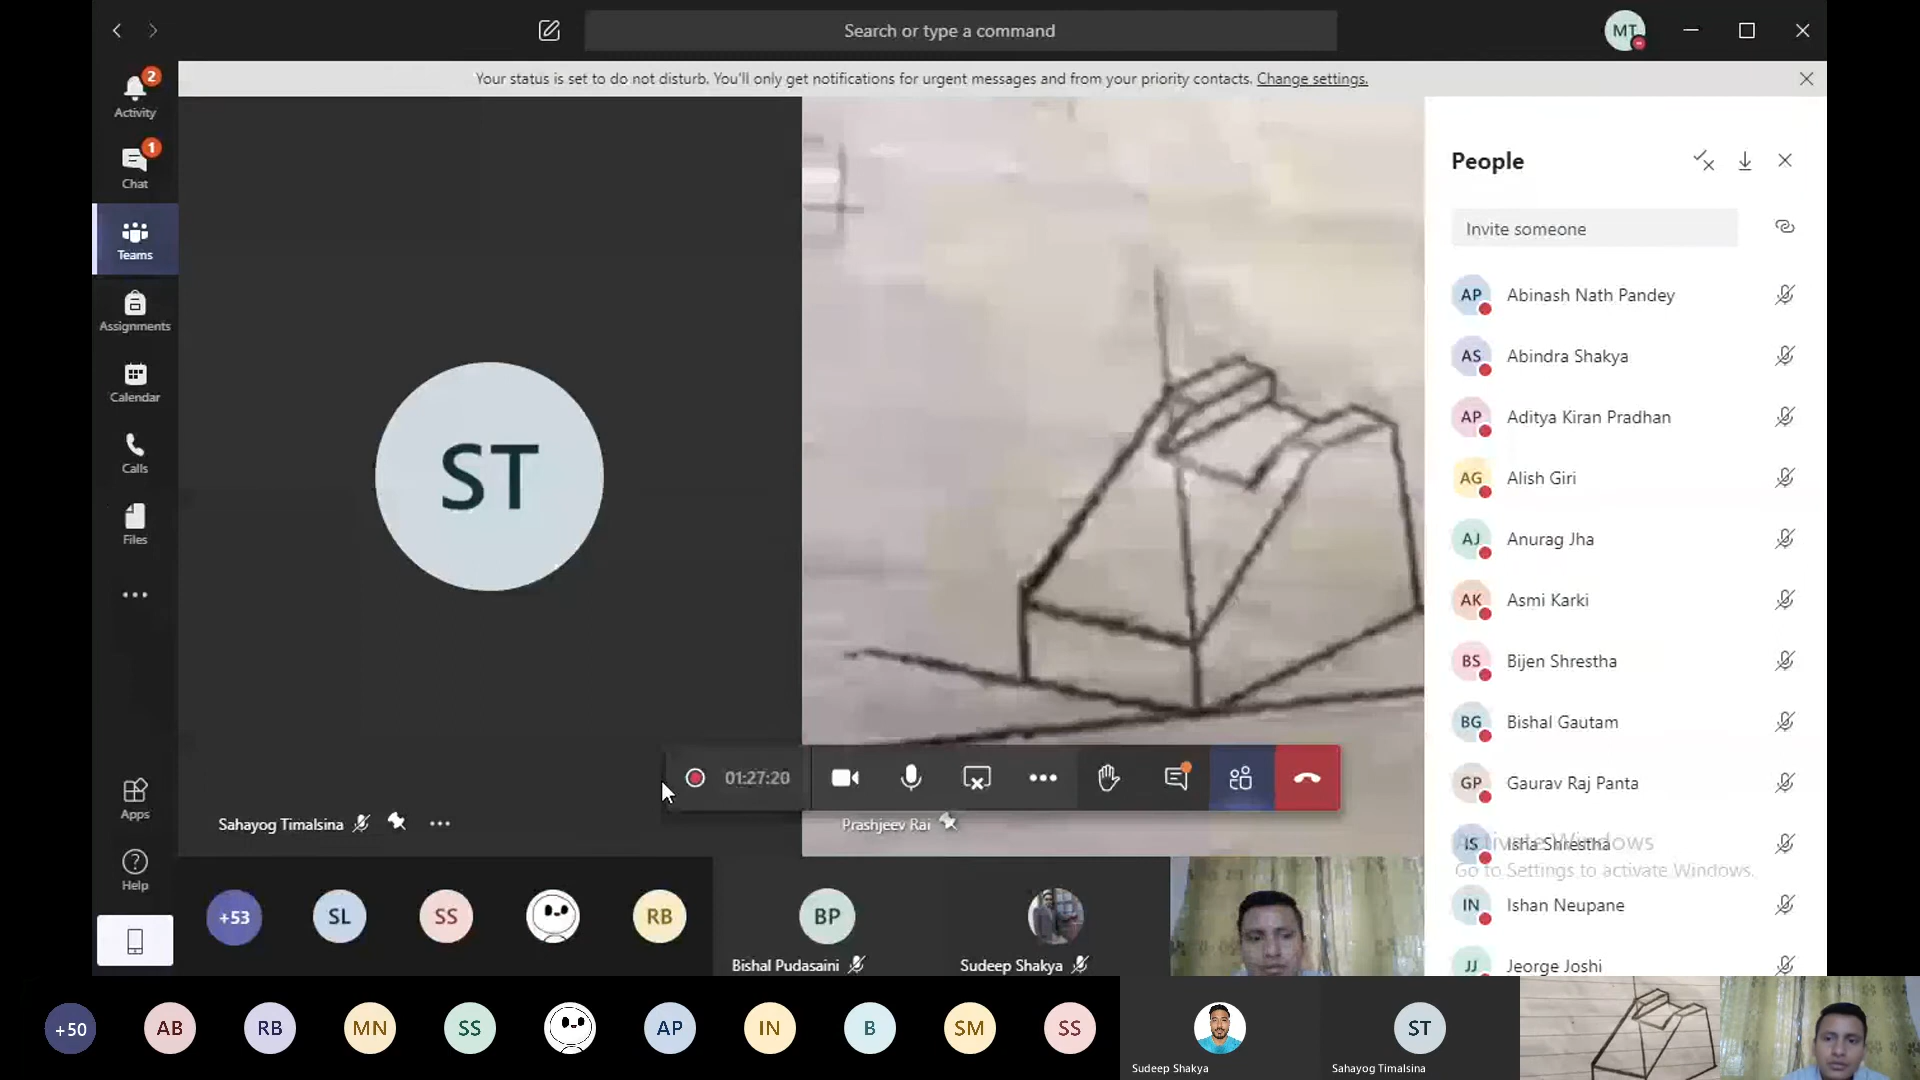 Search or type a command
MT
Your status is set to do not disturb. You'll only get notifications for urgent messages and from your priority contacts. Change settings.
2
Activity
1
Chat
Teams
Assignments
Calendar
Calls
Files
Apps
Help
ST
Sahayog Timalsina
01:27:20
Prashjeev Rai
People
Invite someone
AP Abinash Nath Pandey
AS Abindra Shakya
AP Aditya Kiran Pradhan
AG Alish Giri
AJ Anurag Jha
AK Asmi Karki
BS Bijen Shrestha
BG Bishal Gautam
GP Gaurav Raj Panta
IS Isha Shrestha
Activate Windows
Go to Settings to activate Windows.
IN Ishan Neupane
JJ Jeorge Joshi
+53 SL SS RB BP
Bishal Pudasaini Sudeep Shakya
+50 AB RB MN SS AP IN B SM SS ST
Sudeep Shakya Sahayog Timalsina